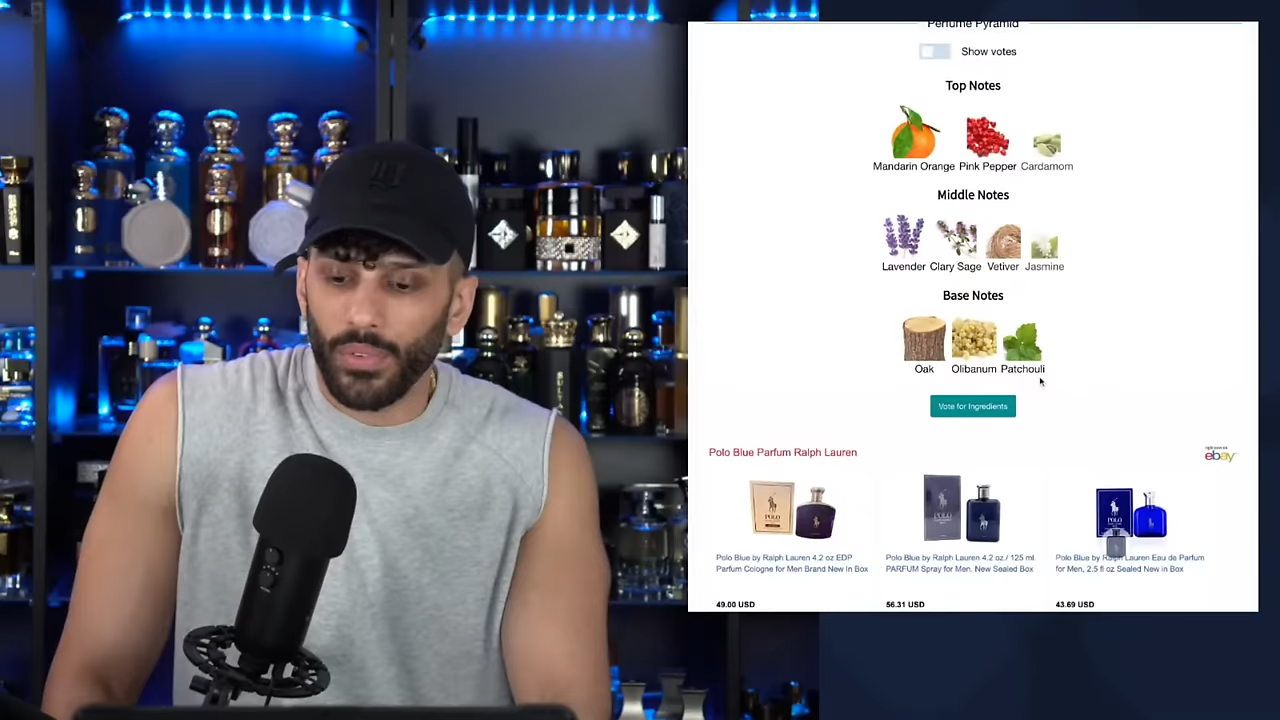 Perfume Pyramid
Show votes
Top Notes
Mandarin Orange Pink Pepper Cardamom
Middle Notes
Lavender Clary Sage Vetiver Jasmine
Base Notes
Oak Olibanum Patchouli
Vote for Ingredients
Polo Blue Parfum Ralph Lauren
ebay
Polo Blue by Ralph Lauren 4.2 oz EDP
Parfum Cologne for Men Brand New In Box
49.00 USD
Polo Blue by Ralph Lauren 4.2 oz./ 125 ml.
PARFUM Spray for Men. New Sealed Box
56.31 USD
Polo Blue by Ralph Lauren Eau de Parfum
for Men, 2.5 fl oz Sealed New in Box
43.69 USD